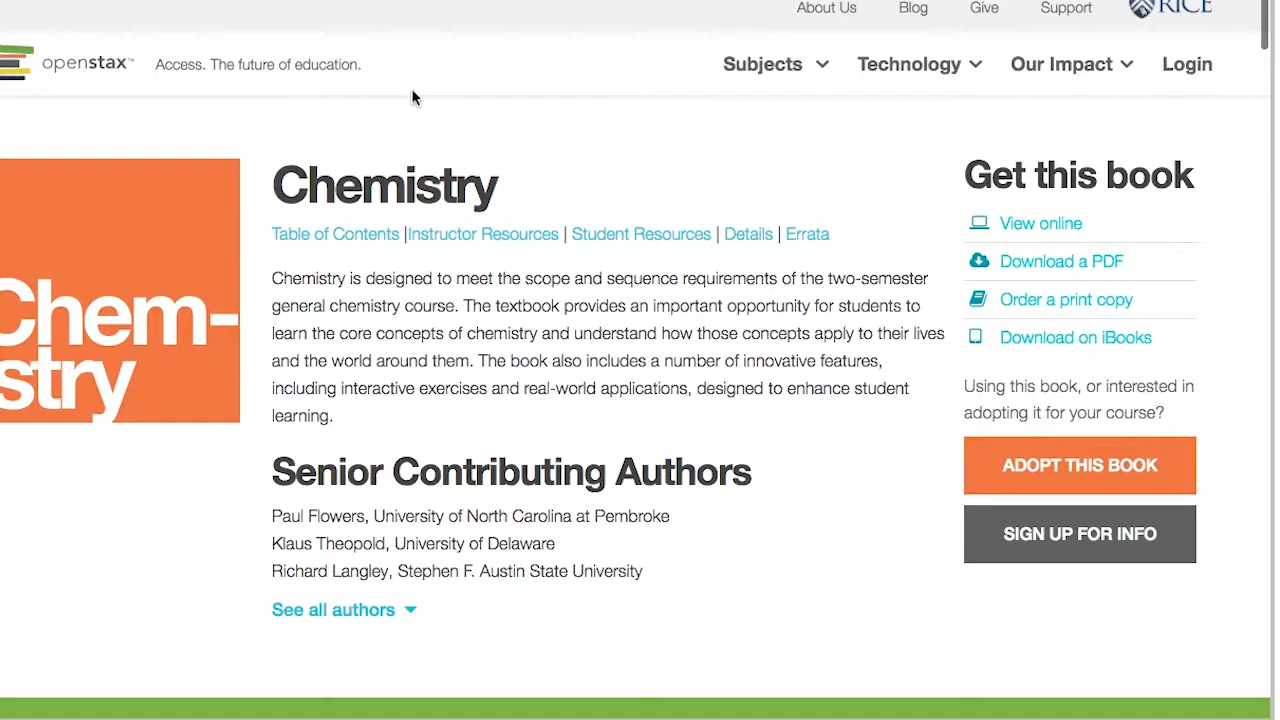 About Us Blog Give Support RICE
openstax™ Access. The future of education. Subjects Technology Our Impact Login
Chem-
stry
Chemistry
Table of Contents |Instructor Resources | Student Resources | Details | Errata
Chemistry is designed to meet the scope and sequence requirements of the two-semester
general chemistry course. The textbook provides an important opportunity for students to
learn the core concepts of chemistry and understand how those concepts apply to their lives
and the world around them. The book also includes a number of innovative features,
including interactive exercises and real-world applications, designed to enhance student
learning.
Senior Contributing Authors
Paul Flowers, University of North Carolina at Pembroke
Klaus Theopold, University of Delaware
Richard Langley, Stephen F. Austin State University
See all authors
Get this book
View online
Download a PDF
Order a print copy
Download on iBooks
Using this book, or interested in
adopting it for your course?
ADOPT THIS BOOK
SIGN UP FOR INFO